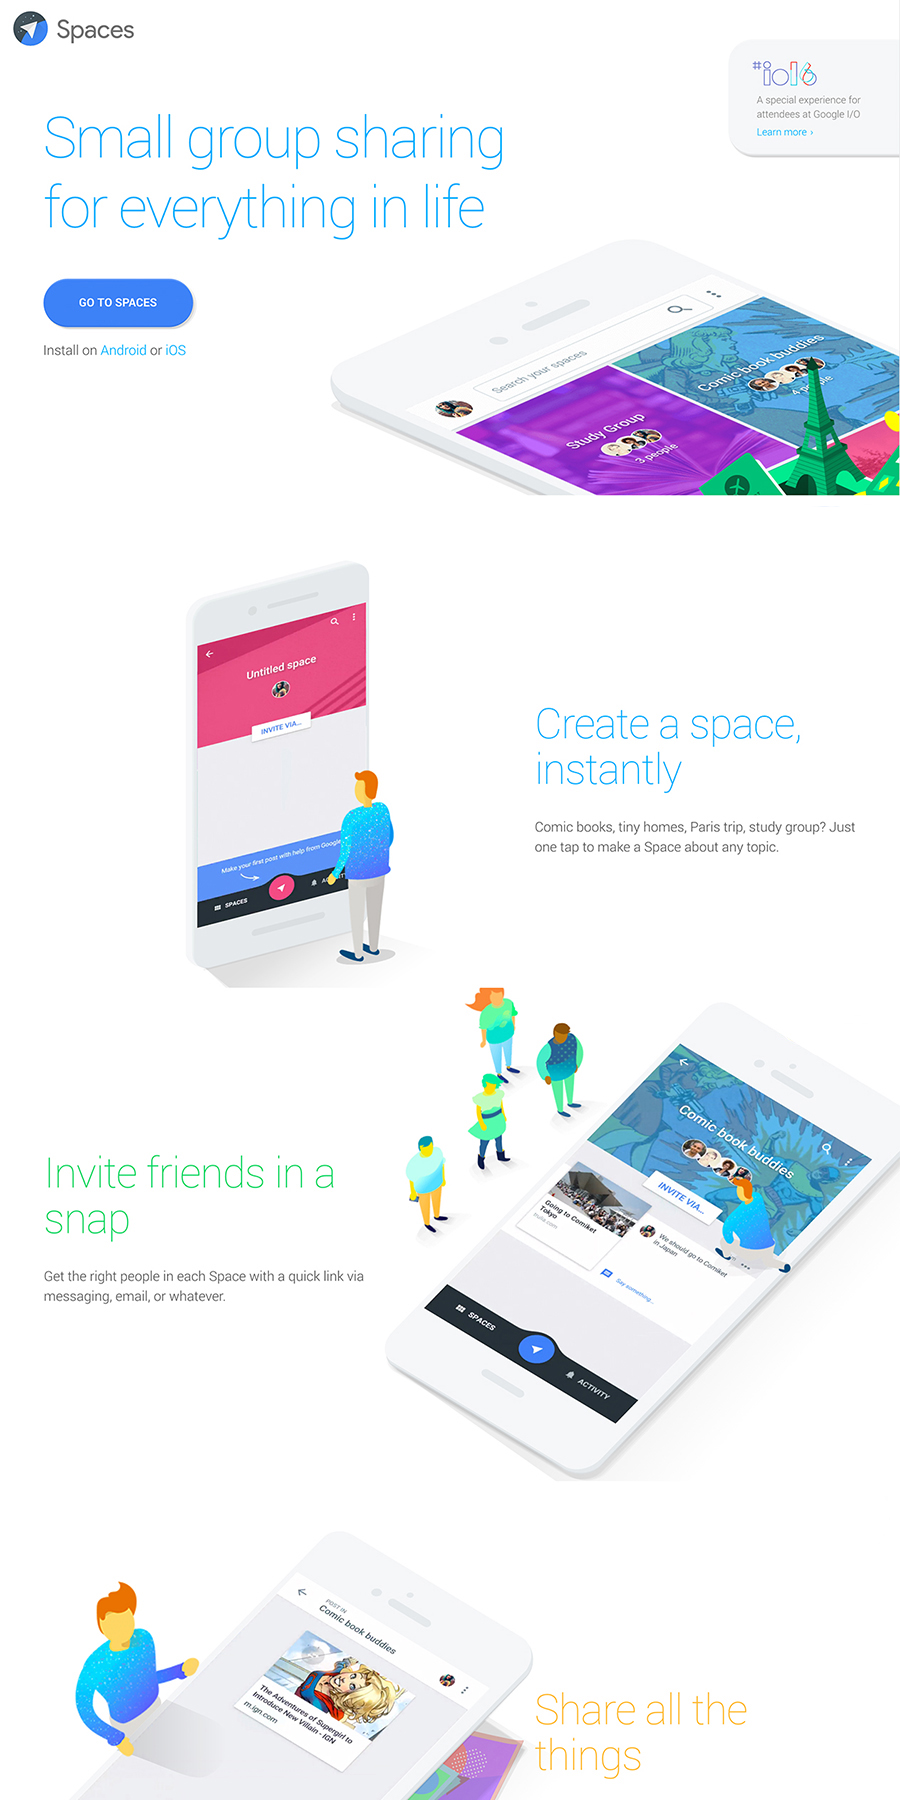 Spaces
#io16
A special experience for
attendees at Google I/O
Learn more ›
Small group sharing
for everything in life
GO TO SPACES
Install on Android or iOS
Search your spaces
Comic book buddies
4 people
Study Group
3 people
Untitled space
INVITE VIA...
Create a space,
instantly
Comic books, tiny homes, Paris trip, study group? Just
one tap to make a Space about any topic.
Make your first post with help from Google
SPACES
Comic book buddies
INVITE VIA...
Invite friends in a
snap
Get the right people in each Space with a quick link via
messaging, email, or whatever.
Going to Comiket
Tokyo
We should go to Comiket
in Japan
Say something...
SPACES
ACTIVITY
POST IN
Comic book buddies
The Adventures of Supergirl to
Introduce New Villain - IGN
m.ign.com
Share all the
things